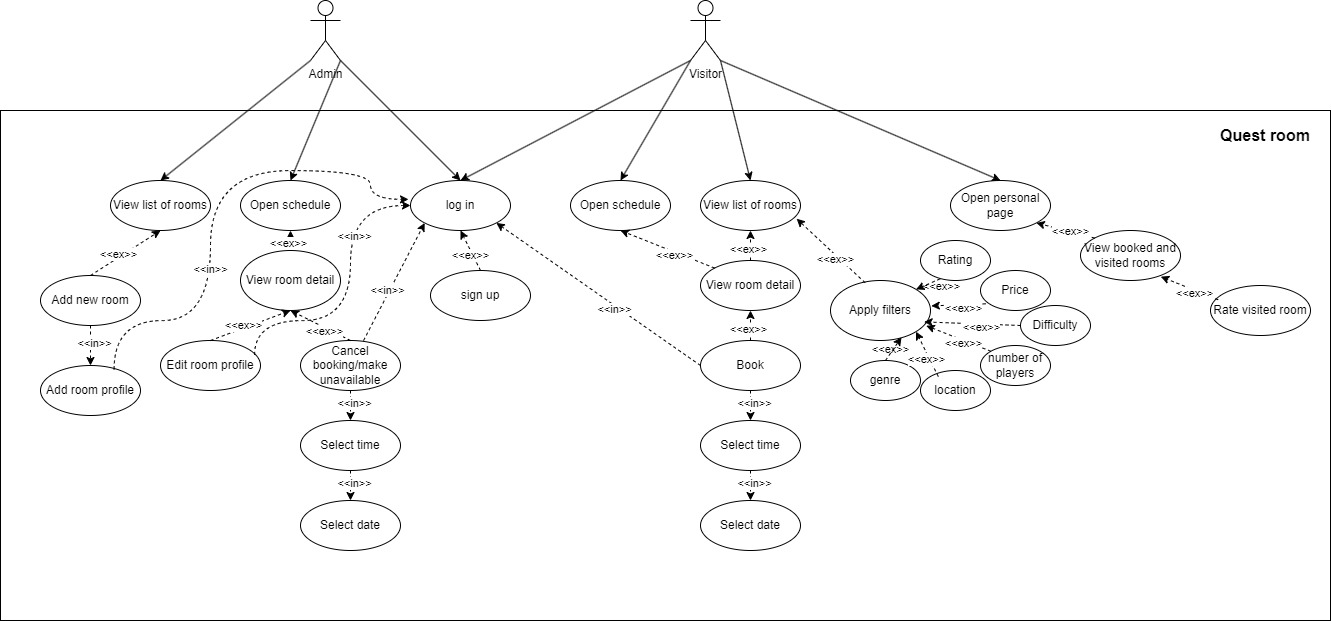 Admin
Visitor
Quest room
View list of rooms
Open schedule
log in
Open schedule
View list of rooms
Open personal
page
<<ex>>
<<ex>>
<<in>>
<<in>>
<<ex>>
<<ex>>
<<ex>>
<<ex>>
<<ex>>
View booked and
visited rooms
Rating
Add new room
View room detail
<<in>>
sign up
<<in>>
View room detail
Apply filters
<<ex>>
Price
<<ex>>
Difficulty
<<ex>>
<<ex>>
Rate visited room
<<in>>
<<ex>>
<<ex>>
<<ex>>
<<ex>>
<<ex>>
<<ex>>
number of
players
Add room profile
Edit room profile
Cancel
booking/make
unavailable
Book
genre
location
<<in>>
<<in>>
Select time
Select time
<<in>>
<<in>>
Select date
Select date